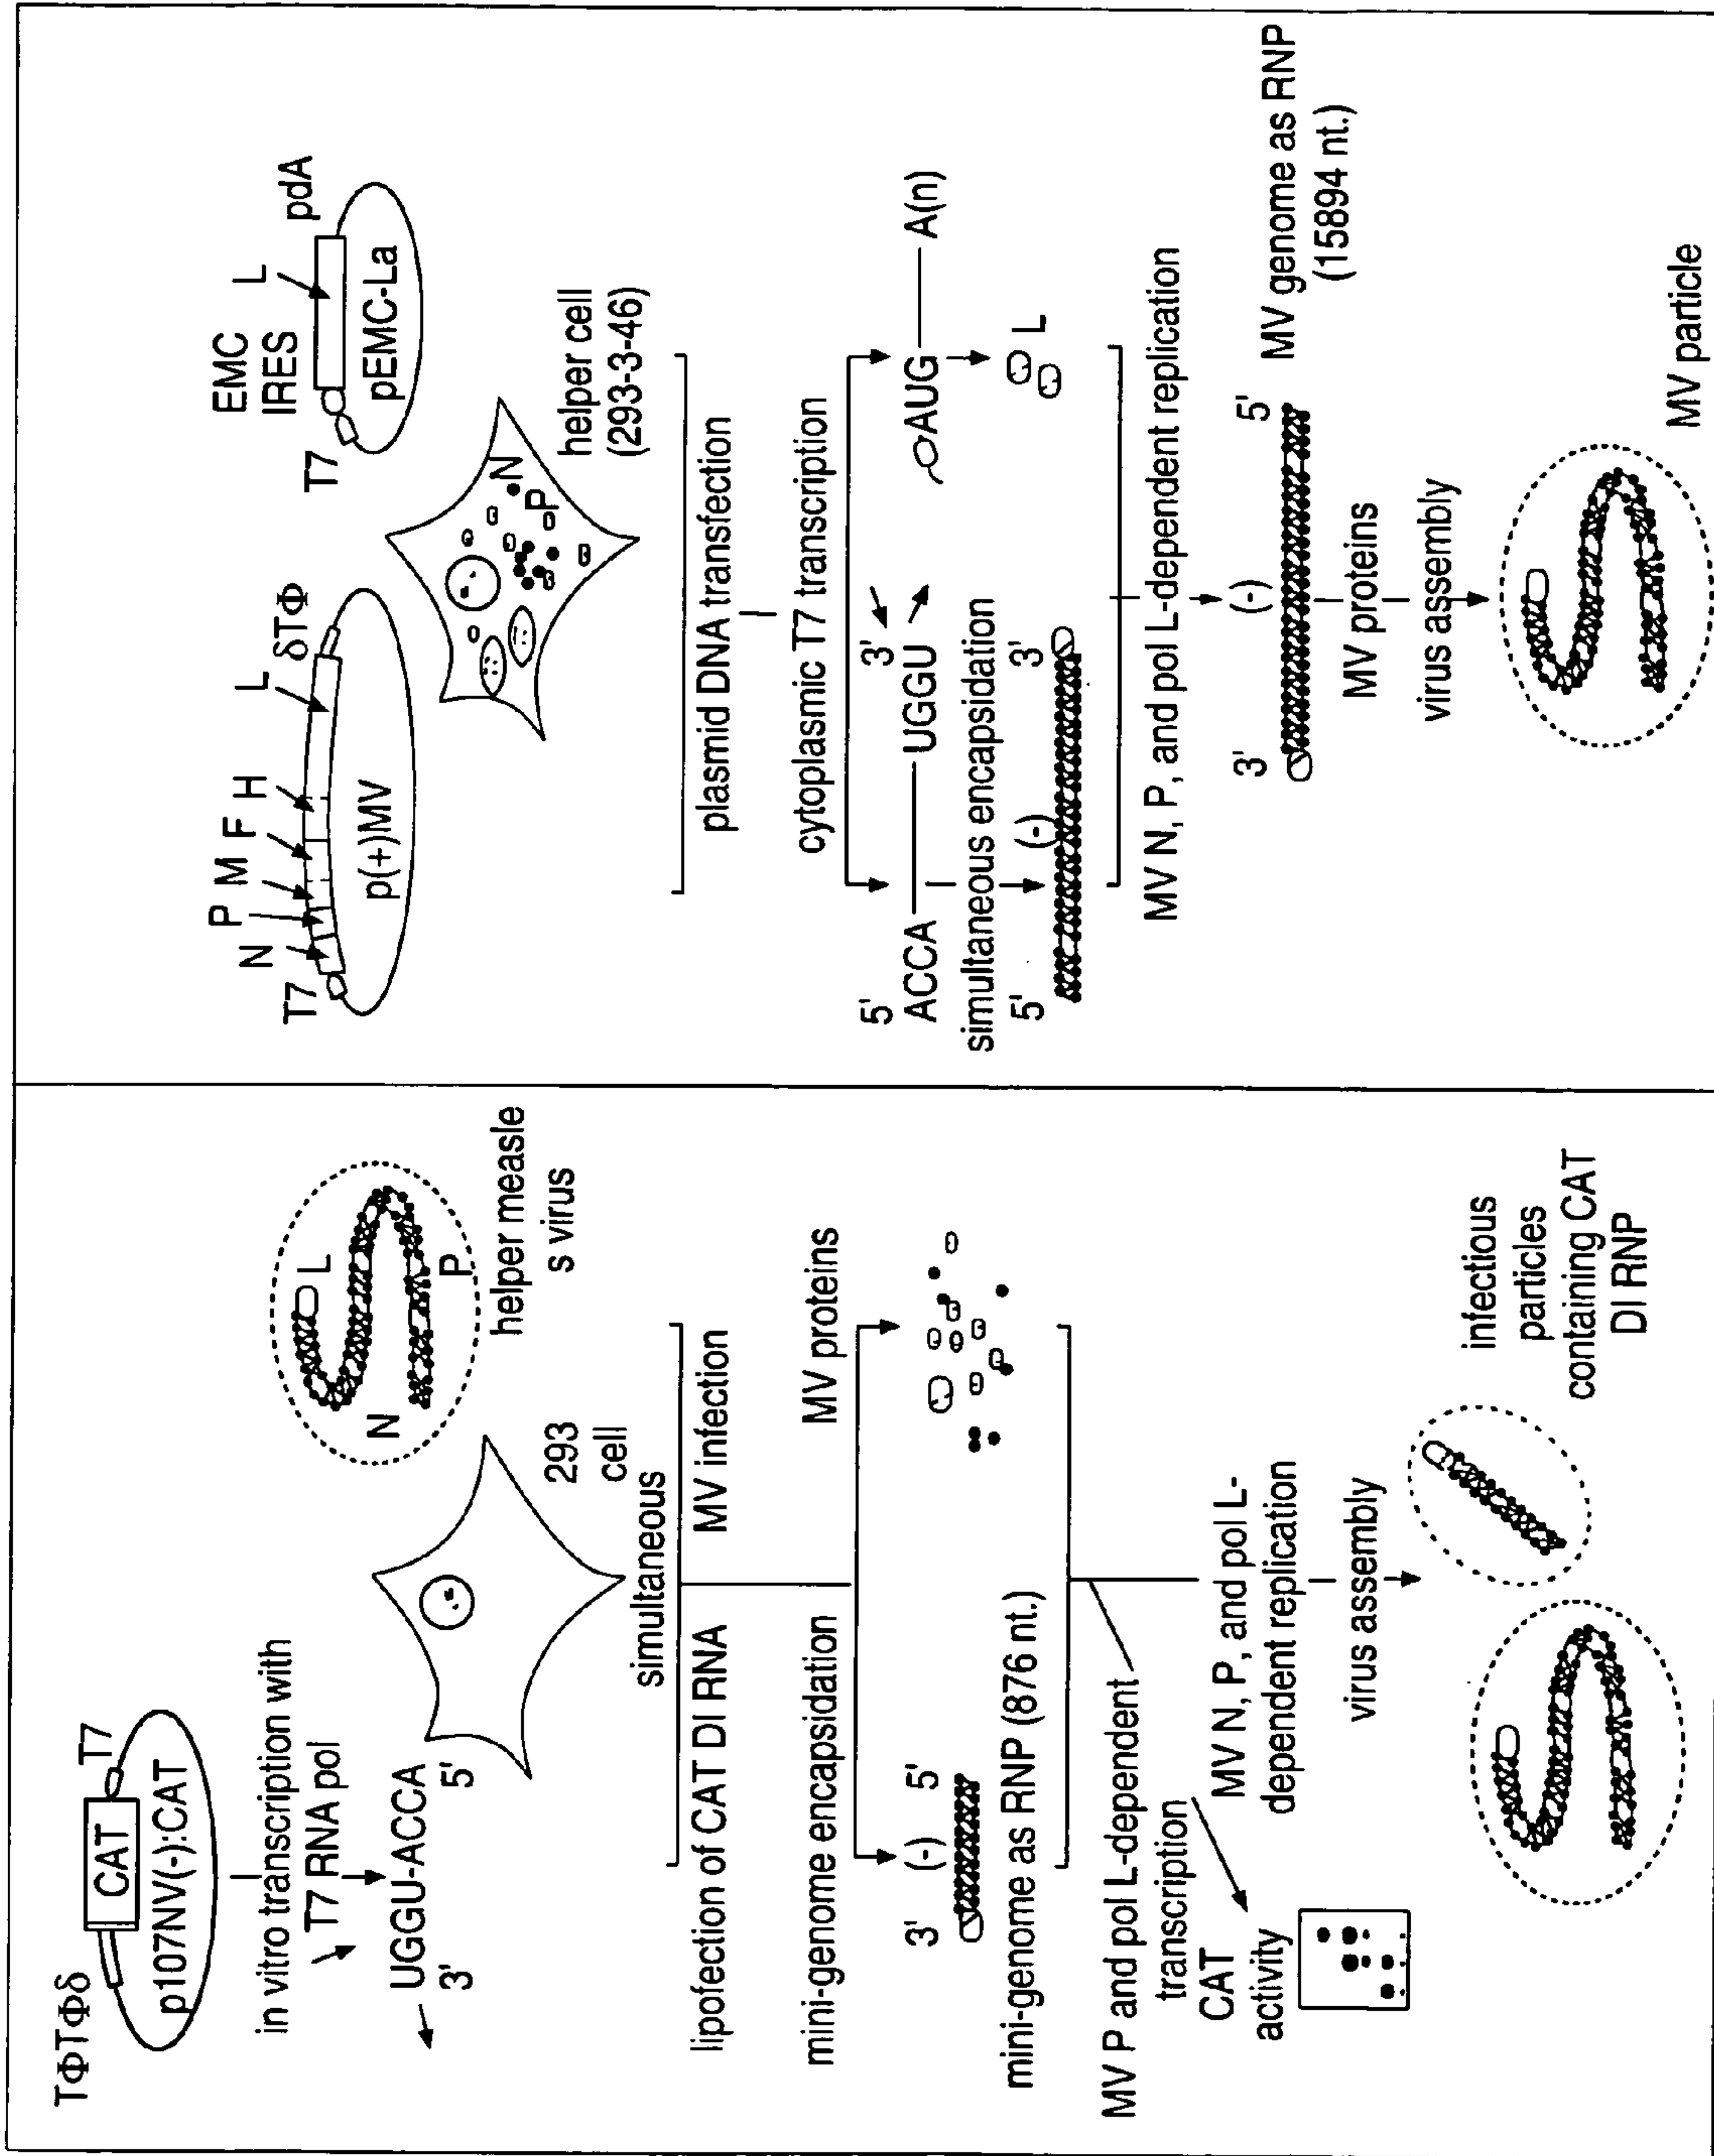 TΦTΦδ
CAT
T7
p107NV(-):CAT
in vitro transcription with
T7 RNA pol
UGGU-ACCA
3'
5'
293
cell
L
N
P
helper measle
s virus
simultaneous
lipofection of CAT DI RNA
MV infection
mini-genome encapsidation
MV proteins
3'
(-)
5'
mini-genome as RNP (876 nt.)
MV P and pol L-dependent
transcription
CAT
activity
MV N, P, and pol L-
dependent replication
virus assembly
infectious
particles
containing CAT
DI RNP
T7
N
P
M
F
H
L
δTΦ
p(+)MV
EMC
IRES
L
pdA
T7
pEMC-La
N
P
helper cell
(293-3-46)
plasmid DNA transfection
cytoplasmic T7 transcription
5'
3'
ACCA
UGGU
AUG
A(n)
simultaneous encapsidation
5'
(-)
3'
L
MV N, P, and pol L-dependent replication
3'
(-)
5'
MV genome as RNP
(15894 nt.)
MV proteins
virus assembly
MV particle